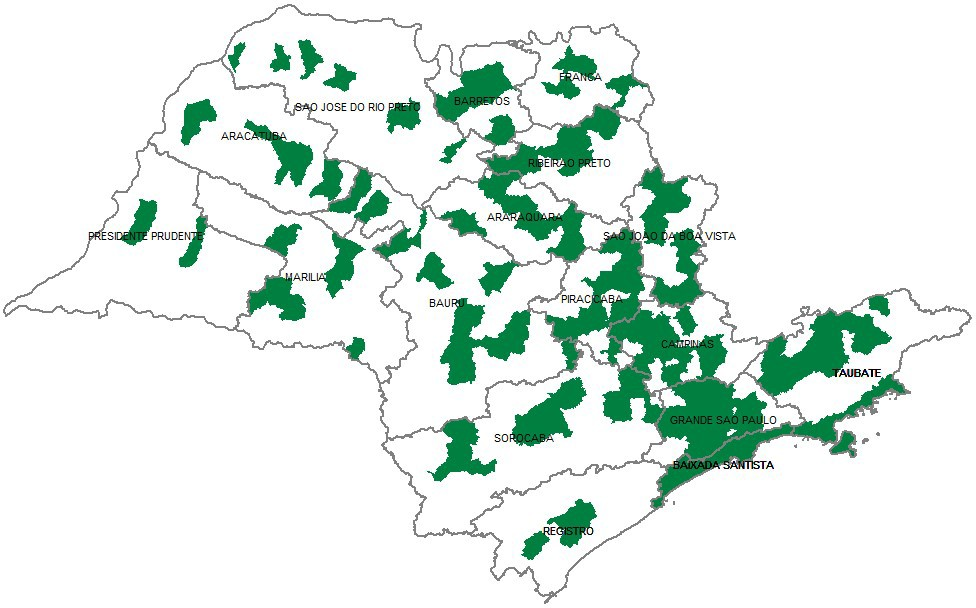 FRANCA
BARRETOS
SAO JOSE DO RIO PRETO
ARACATUBA
RIBEIRAO PRETO
ARARAQUARA
PRESIDENTE PRUDENTE
SAO JOAO DA BOA VISTA
MARILIA
BAURU
PIRACICABA
CAMPINAS
TAUBATE
GRANDE SAO PAULO
SOROCABA
BAIXADA SANTISTA
REGISTRO